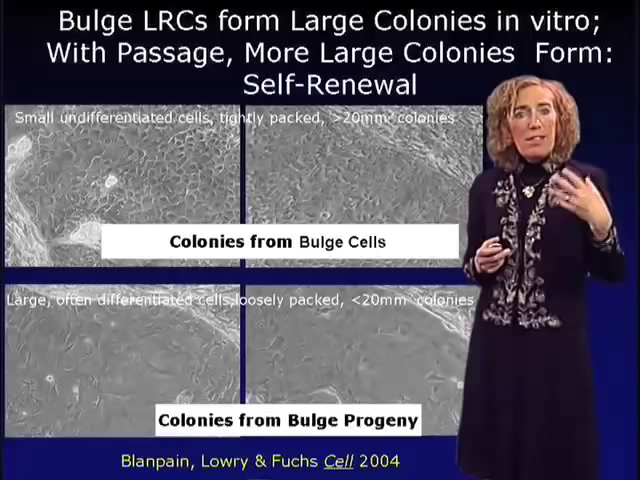 Bulge LRCs form Large Colonies in vitro;
With Passage, More Large Colonies Form:
Self-Renewal
Small undifferentiated cells, tightly packed, >20mm² colonies
Colonies from Bulge Cells
Large, often differentiated cells, loosely packed, <20mm² colonies
Colonies from Bulge Progeny
Blanpain, Lowry & Fuchs Cell 2004